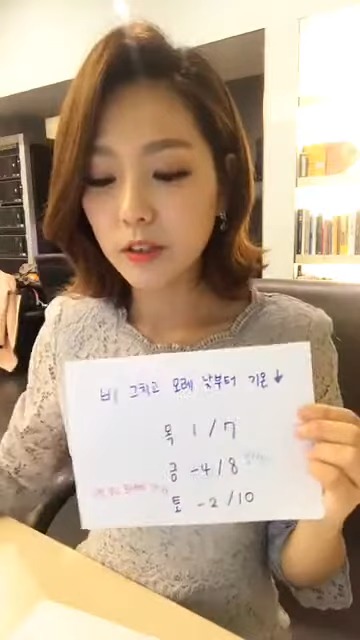 비 그치고 모레 낮부터 기온 ↓
목 1/7
금 -4/8
토 -2/10